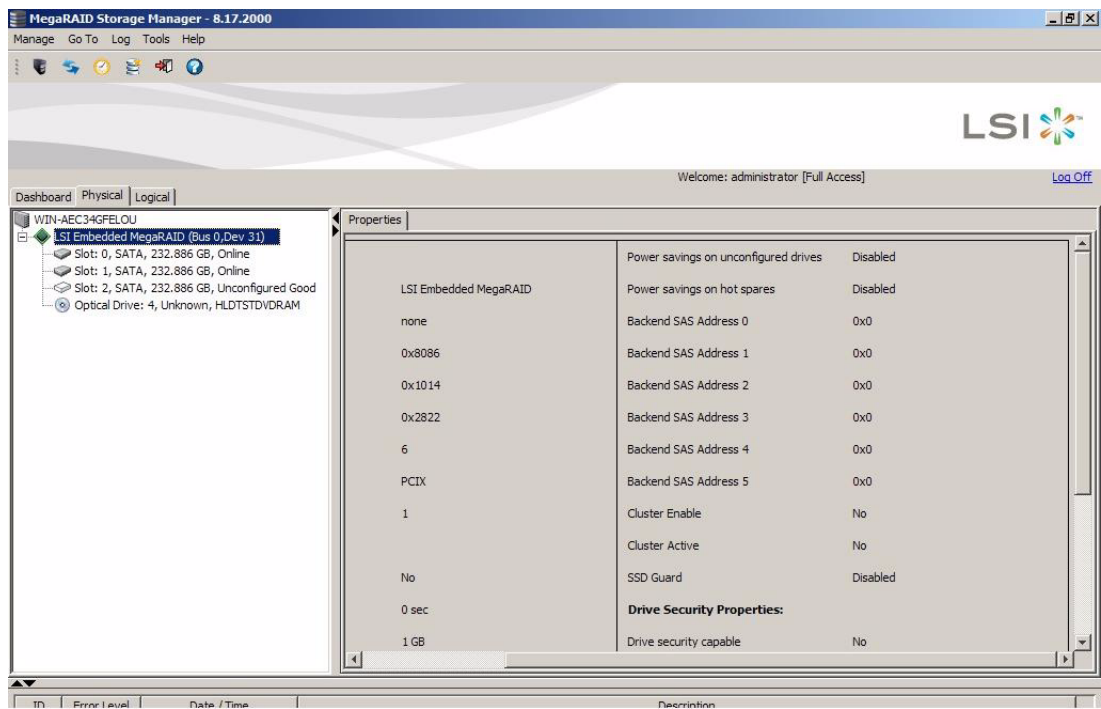 MegaRAID Storage Manager - 8.17.2000
Manage Go To Log Tools Help
LSI
Welcome: administrator [Full Access]
Log Off
Dashboard Physical Logical
WIN-AEC34GFELOU
LSI Embedded MegaRAID (Bus 0,Dev 31)
Slot: 0, SATA, 232.886 GB, Online
Slot: 1, SATA, 232.886 GB, Online
Slot: 2, SATA, 232.886 GB, Unconfigured Good
Optical Drive: 4, Unknown, HLDTSTDVDRAM
Properties
Power savings on unconfigured drives Disabled
LSI Embedded MegaRAID Power savings on hot spares Disabled
none Backend SAS Address 0 0x0
0x8086 Backend SAS Address 1 0x0
0x1014 Backend SAS Address 2 0x0
0x2822 Backend SAS Address 3 0x0
6 Backend SAS Address 4 0x0
PCIX Backend SAS Address 5 0x0
1 Cluster Enable No
Cluster Active No
No SSD Guard Disabled
0 sec Drive Security Properties:
1 GB Drive security capable No
ID Error Level Date / Time Description